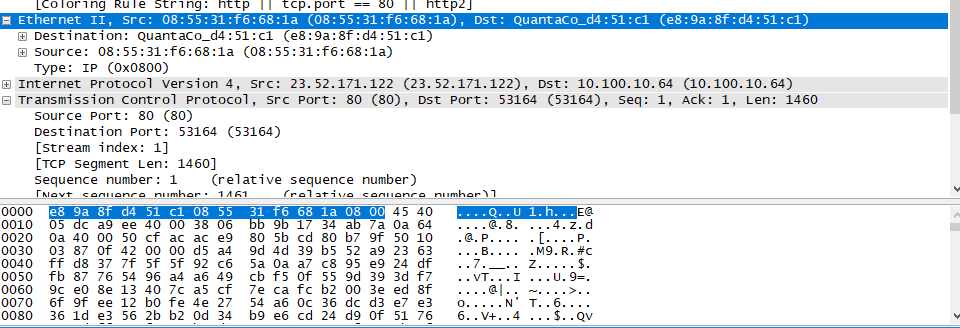 [Coloring Rule String: http || tcp.port == 80 || http2]
Ethernet II, Src: 08:55:31:f6:68:1a (08:55:31:f6:68:1a), Dst: QuantaCo_d4:51:c1 (e8:9a:8f:d4:51:c1)
Destination: QuantaCo_d4:51:c1 (e8:9a:8f:d4:51:c1)
Source: 08:55:31:f6:68:1a (08:55:31:f6:68:1a)
Type: IP (0x0800)
Internet Protocol Version 4, Src: 23.52.171.122 (23.52.171.122), Dst: 10.100.10.64 (10.100.10.64)
Transmission Control Protocol, Src Port: 80 (80), Dst Port: 53164 (53164), Seq: 1, Ack: 1, Len: 1460
Source Port: 80 (80)
Destination Port: 53164 (53164)
[Stream index: 1]
[TCP Segment Len: 1460]
Sequence number: 1    (relative sequence number)
[Next sequence number: 1461    (relative sequence number)]
0000  e8 9a 8f d4 51 c1 08 55  31 f6 68 1a 08 00 45 40   ....Q..U 1.h...E@
0010  05 dc a9 ee 40 00 38 06  bb 9b 17 34 ab 7a 0a 64   ....@.8. ...4.z.d
0020  0a 40 00 50 cf ac ac e9  80 5b cd 80 b7 9f 50 10   .@.P.... .[....P.
0030  03 87 0f 42 00 00 d5 a4  9d 4d 39 b5 52 a9 23 63   ...B.... .M9.R.#c
0040  ff d8 37 7f 5f 5f 92 c6  5a 0a a7 c8 95 e9 24 df   ..7.__.. Z.....$.
0050  fb 87 76 54 96 a4 a6 49  cb f5 0f 55 9d 39 3d f7   ..vT...I ...U.9=.
0060  9c e0 8e 13 40 7c a5 cf  7e ca fc b2 00 3e ed 8f   ....@|.. ~....>..
0070  6f 9f ee 12 b0 fe 4e 27  54 a6 0c 36 dc d3 e7 e3   o.....N' T..6....
0080  36 1d e3 56 2b b2 0d 34  b9 e6 cd 24 d9 0f 51 76   6..V+..4 ...$..Qv